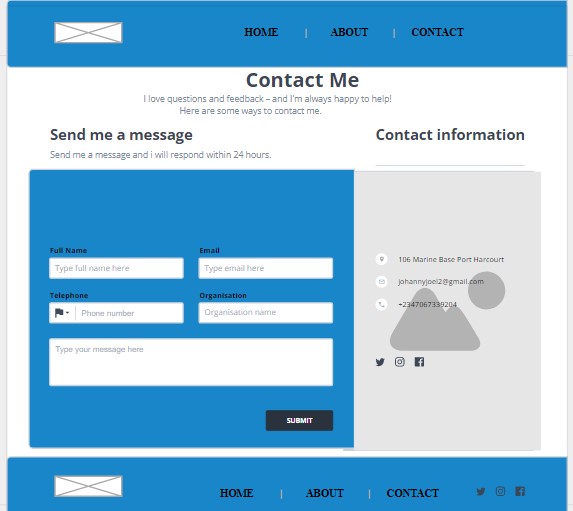 HOME | ABOUT | CONTACT
Contact Me
I love questions and feedback – and I'm always happy to help!
Here are some ways to contact me.
Send me a message
Send me a message and i will respond within 24 hours.
Contact information
Full Name
Email
Type full name here
Type email here
Telephone
Organisation
Phone number
Organisation name
Type your message here
SUBMIT
106 Marine Base Port Harcourt
johannyjoel2@gmail.com
+2347067339204
HOME | ABOUT | CONTACT